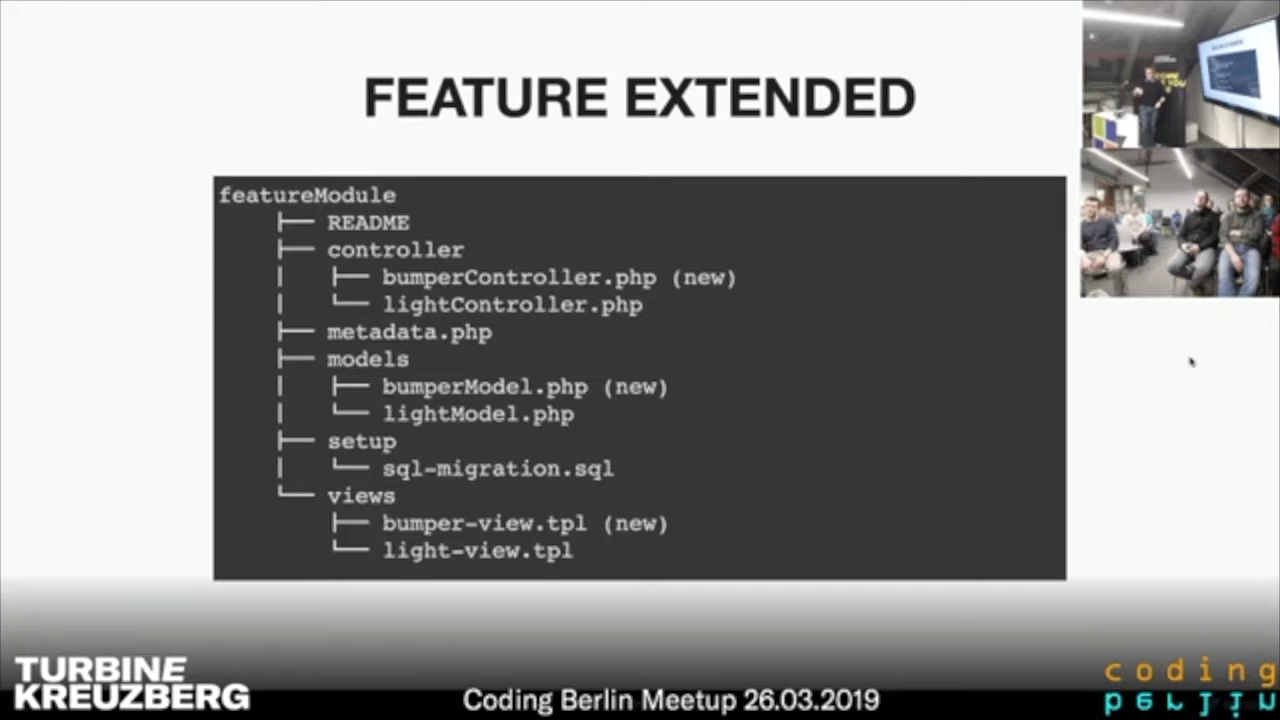 FEATURE EXTENDED
featureModule
├── README
├── controller
│   ├── bumperController.php (new)
│   └── lightController.php
├── metadata.php
├── models
│   ├── bumperModel.php (new)
│   └── lightModel.php
├── setup
│   └── sql-migration.sql
└── views
    ├── bumper-view.tpl (new)
    └── light-view.tpl
TURBINE
KREUZBERG
Coding Berlin Meetup 26.03.2019
coding
berlin